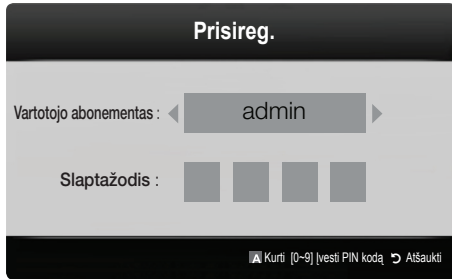 Prisireg.
Vartotojo abonementas : admin
Slaptažodis :
A Kurti [0~9] Įvesti PIN kodą Atšaukti